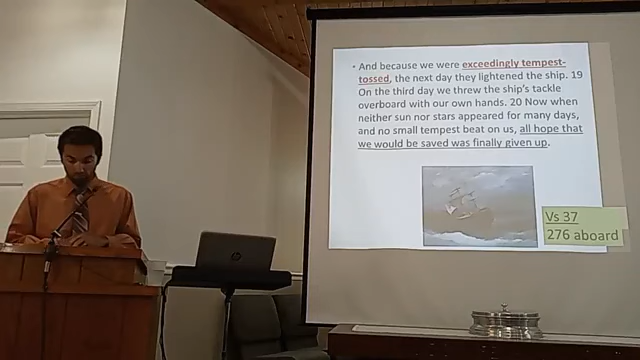 • And because we were exceedingly tempest-
tossed, the next day they lightened the ship. 19
On the third day we threw the ship's tackle
overboard with our own hands. 20 Now when
neither sun nor stars appeared for many days,
and no small tempest beat on us, all hope that
we would be saved was finally given up.
Vs 37
276 aboard
hp